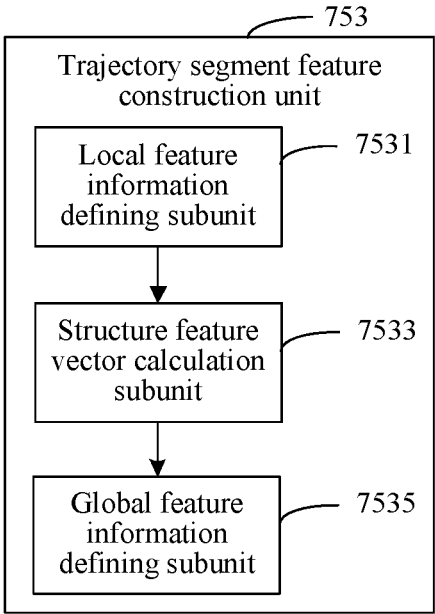 753
Trajectory segment feature
construction unit
Local feature
information
defining subunit
7531
Structure feature
vector calculation
subunit
7533
Global feature
information
defining subunit
7535